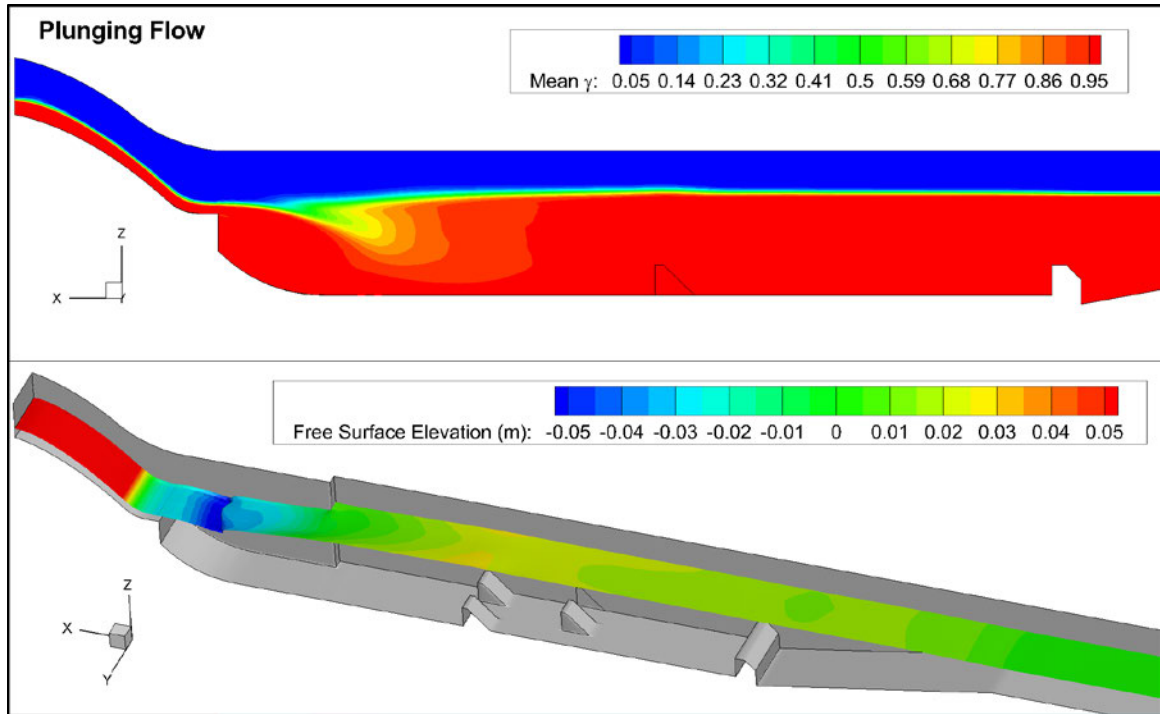 Plunging Flow
Mean γ: 0.05 0.14 0.23 0.32 0.41 0.5 0.59 0.68 0.77 0.86 0.95
Z
X
Y
Free Surface Elevation (m): -0.05 -0.04 -0.03 -0.02 -0.01 0 0.01 0.02 0.03 0.04 0.05
Z
X
Y